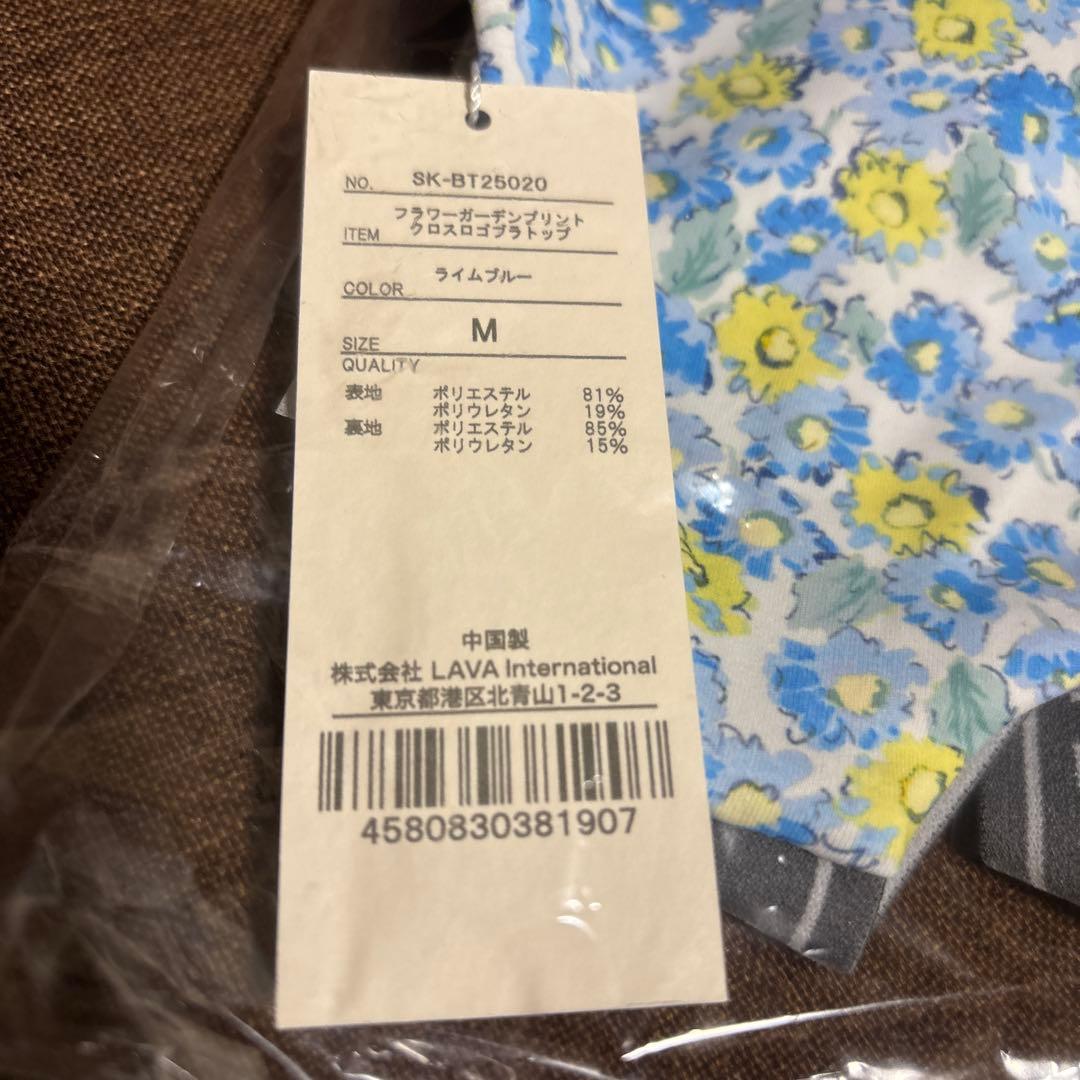 NO. SK-BT25020
フラワーガーデンプリント
ITEM クロスロゴブラトップ
COLOR ライムブルー
SIZE M
QUALITY
表地 ポリエステル 81%
ポリウレタン 19%
裏地 ポリエステル 85%
ポリウレタン 15%
中国製
株式会社 LAVA International
東京都港区北青山1-2-3
4580830381907